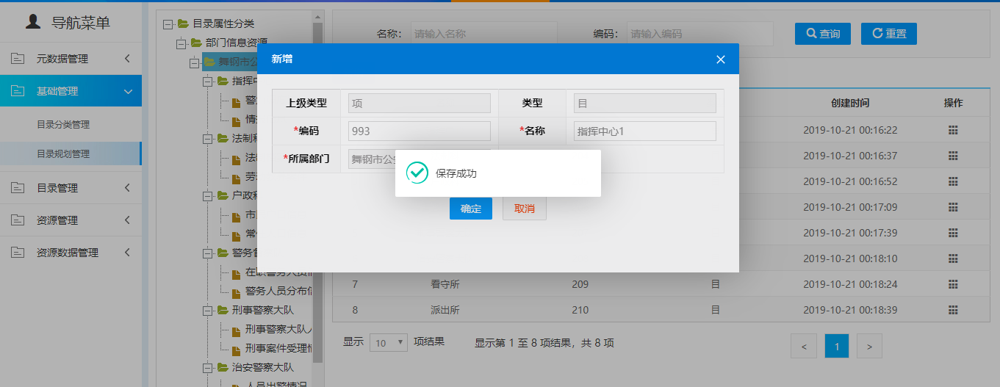 导航菜单
元数据管理
基础管理
目录分类管理
目录规划管理
目录管理
资源管理
资源数据管理
目录属性分类
部门信息资源
舞钢市公
指挥中
警
情
法制科
法制
劳
户政科
市
常
警务督
在职警务人员信
警务人员分布信
刑事警察大队
刑事警察大队人
刑事案件受理情
治安警察大队
人员出警情况
名称: 请输入名称 编码: 请输入编码 查询 重置
创建时间 操作
2019-10-21 00:16:22
2019-10-21 00:16:37
2019-10-21 00:16:52
2019-10-21 00:17:09
2019-10-21 00:17:39
2019-10-21 00:18:10
7 看守所 209 目 2019-10-21 00:18:24
8 派出所 210 目 2019-10-21 00:18:39
显示 10 项结果 显示第 1 至 8 项结果，共 8 项 < 1 >
新增
上级类型 项 类型 目
*编码 993 *名称 指挥中心1
*所属部门 舞钢市公安
保存成功
确定 取消